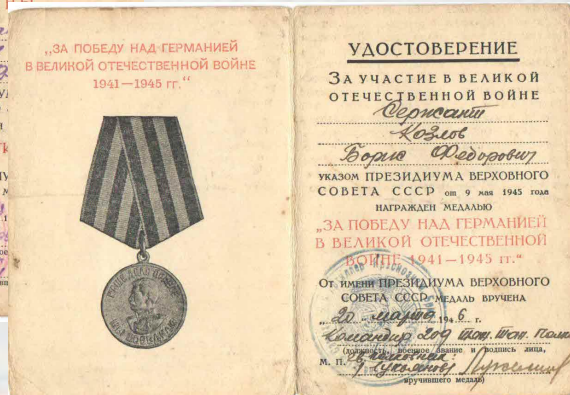 „ЗА ПОБЕДУ НАД ГЕРМАНИЕЙ
В ВЕЛИКОЙ ОТЕЧЕСТВЕННОЙ ВОЙНЕ
1941—1945 гг.“
УДОСТОВЕРЕНИЕ
ЗА УЧАСТИЕ В ВЕЛИКОЙ
ОТЕЧЕСТВЕННОЙ ВОЙНЕ
Сержант
Козлов
Борис Федорович
УКАЗОМ ПРЕЗИДИУМА ВЕРХОВНОГО
СОВЕТА СССР от 9 мая 1945 года
НАГРАЖДЕН МЕДАЛЬЮ
„ЗА ПОБЕДУ НАД ГЕРМАНИЕЙ
В ВЕЛИКОЙ ОТЕЧЕСТВЕННОЙ
ВОЙНЕ 1941—1945 гг.“
ОТ ИМЕНИ ПРЕЗИДИУМА ВЕРХОВНОГО
СОВЕТА СССР МЕДАЛЬ ВРУЧЕНА
„20“ марта 1946 г.
Командир 209
(должность, военное звание и подпись лица,
М. П.
вручившего медаль)